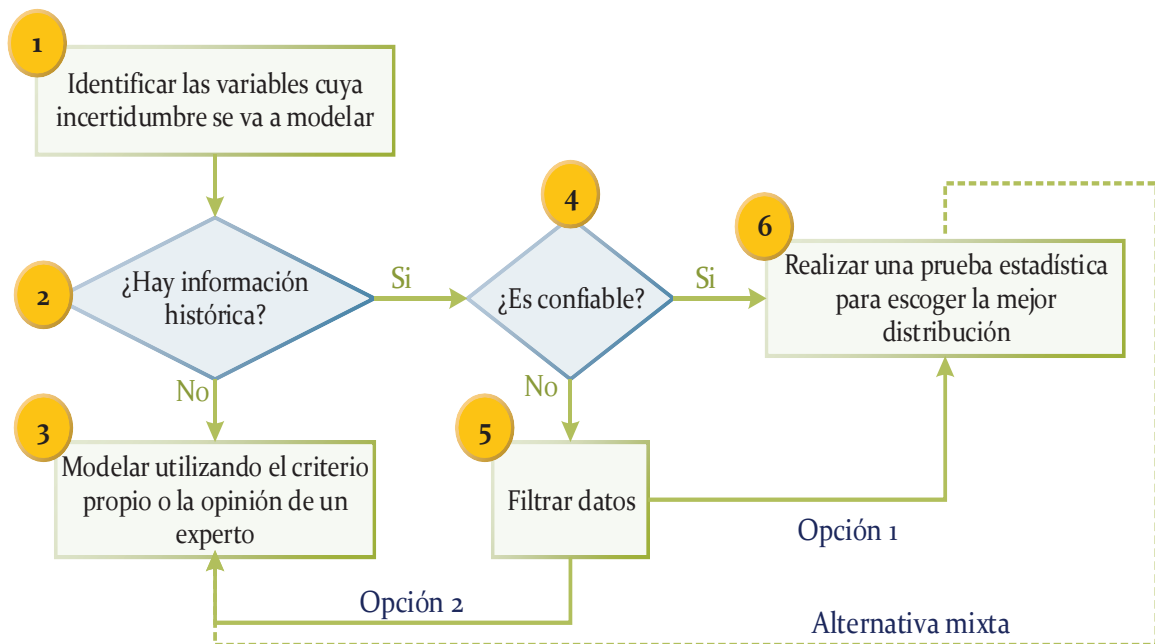 1
Identificar las variables cuya
incertidumbre se va a modelar
2
¿Hay información
histórica?
Si
No
3
Modelar utilizando el criterio
propio o la opinión de un
experto
4
¿Es confiable?
Si
No
5
Filtrar datos
6
Realizar una prueba estadística
para escoger la mejor
distribución
Opción 1
Opción 2
Alternativa mixta